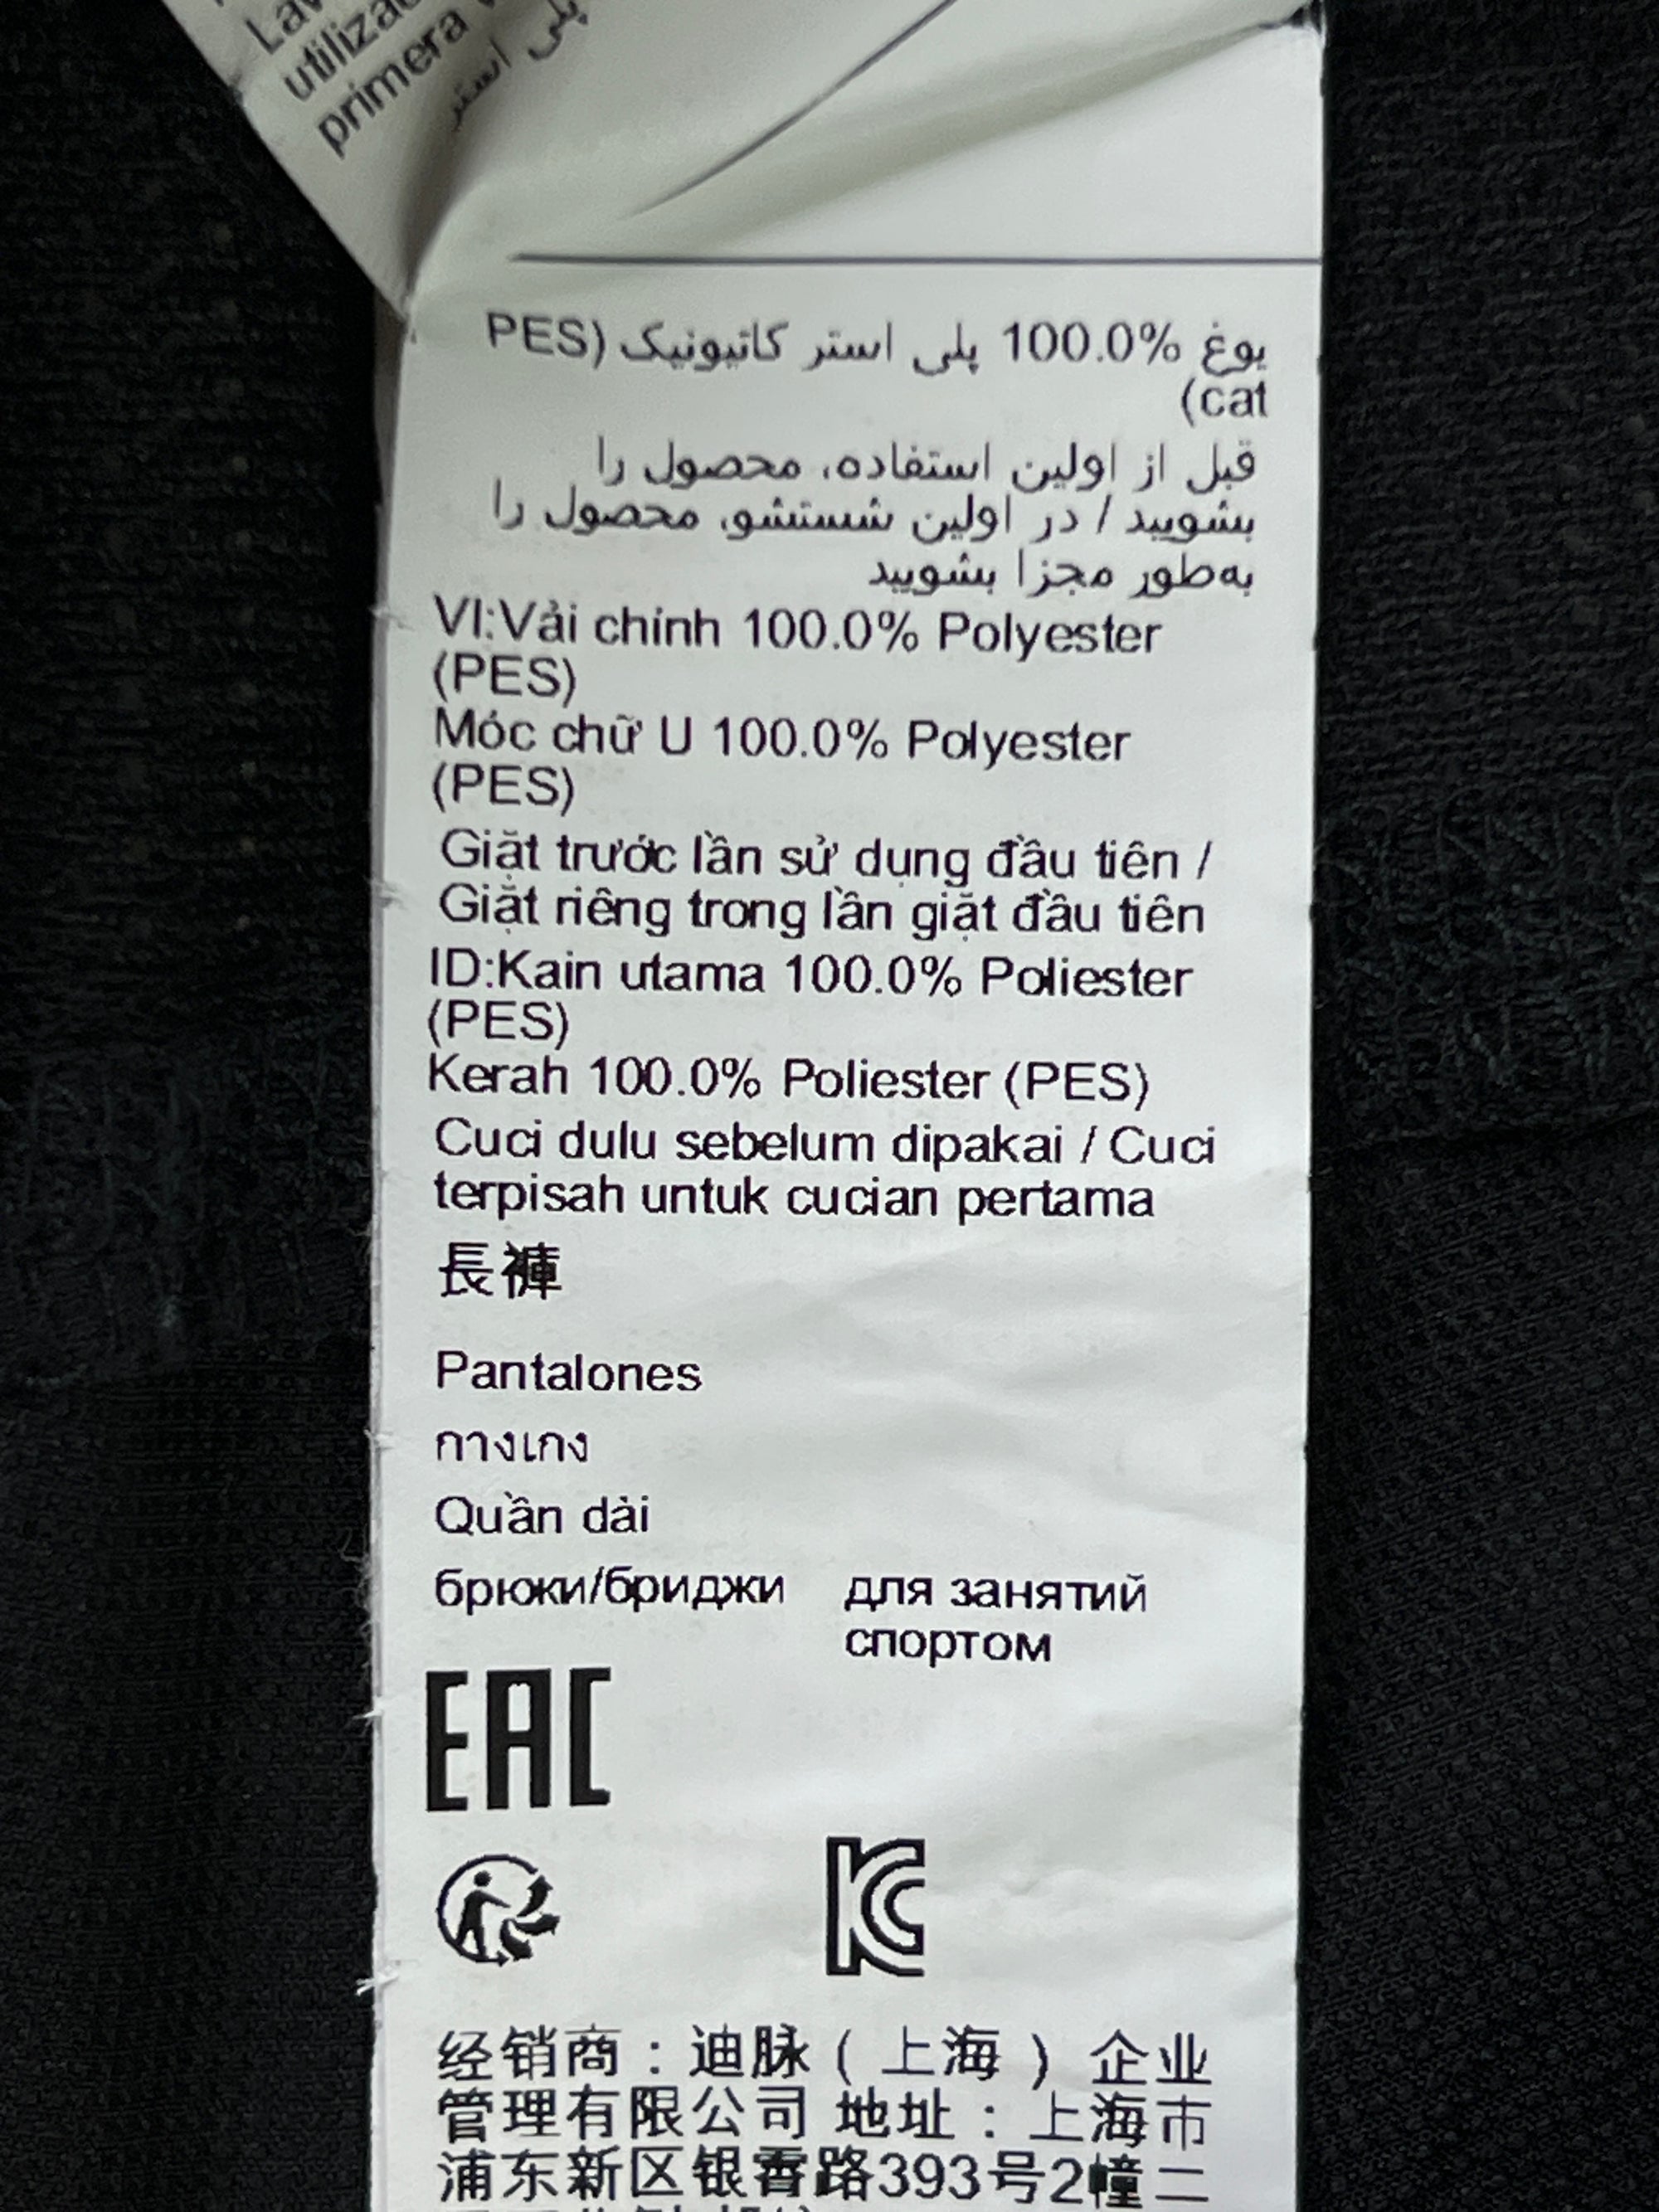 utiliza
primera
پلی استر
یوغ 100.0% پلی استر کاتیونیک (PES
cat)
قبل از اولین استفاده، محصول را
بشویید / در اولین شستشو، محصول را
به‌طور مجزا بشویید
VI:Vải chính 100.0% Polyester
(PES)
Móc chữ U 100.0% Polyester
(PES)
Giặt trước lần sử dụng đầu tiên /
Giặt riêng trong lần giặt đầu tiên
ID:Kain utama 100.0% Poliester
(PES)
Kerah 100.0% Poliester (PES)
Cuci dulu sebelum dipakai / Cuci
terpisah untuk cucian pertama
長褲
Pantalones
กางเกง
Quần dài
брюки/бриджи для занятий
спортом
EAC
KC
经销商：迪脉（上海）企业
管理有限公司 地址：上海市
浦东新区银霄路393号2幢二